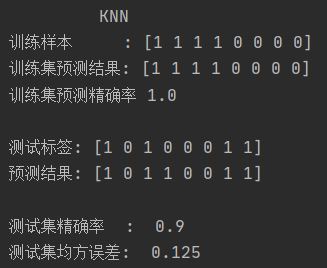 KNN
训练样本 : [1 1 1 1 0 0 0 0]
训练集预测结果: [1 1 1 1 0 0 0 0]
训练集预测精确率 1.0
测试标签: [1 0 1 0 0 0 1 1]
预测结果: [1 0 1 1 0 0 1 1]
测试集精确率 : 0.9
测试集均方误差: 0.125